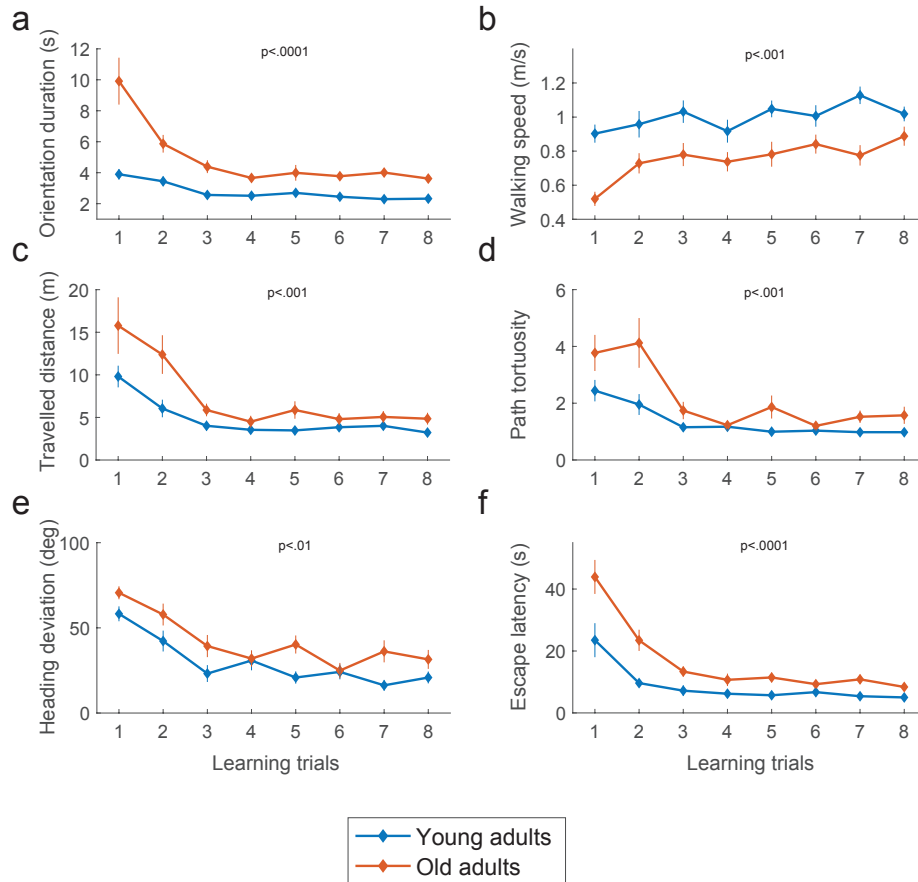 a
Orientation duration (s)
p<.0001
12
10
8
6
4
2
1 2 3 4 5 6 7 8
b
Walking speed (m/s)
p<.001
1.2
1
0.8
0.6
0.4
1 2 3 4 5 6 7 8
c
Travelled distance (m)
p<.001
20
15
10
5
0
1 2 3 4 5 6 7 8
d
Path tortuosity
p<.001
6
4
2
0
1 2 3 4 5 6 7 8
e
Heading deviation (deg)
p<.01
100
50
0
1 2 3 4 5 6 7 8
Learning trials
f
Escape latency (s)
p<.0001
40
20
0
1 2 3 4 5 6 7 8
Learning trials
Young adults
Old adults